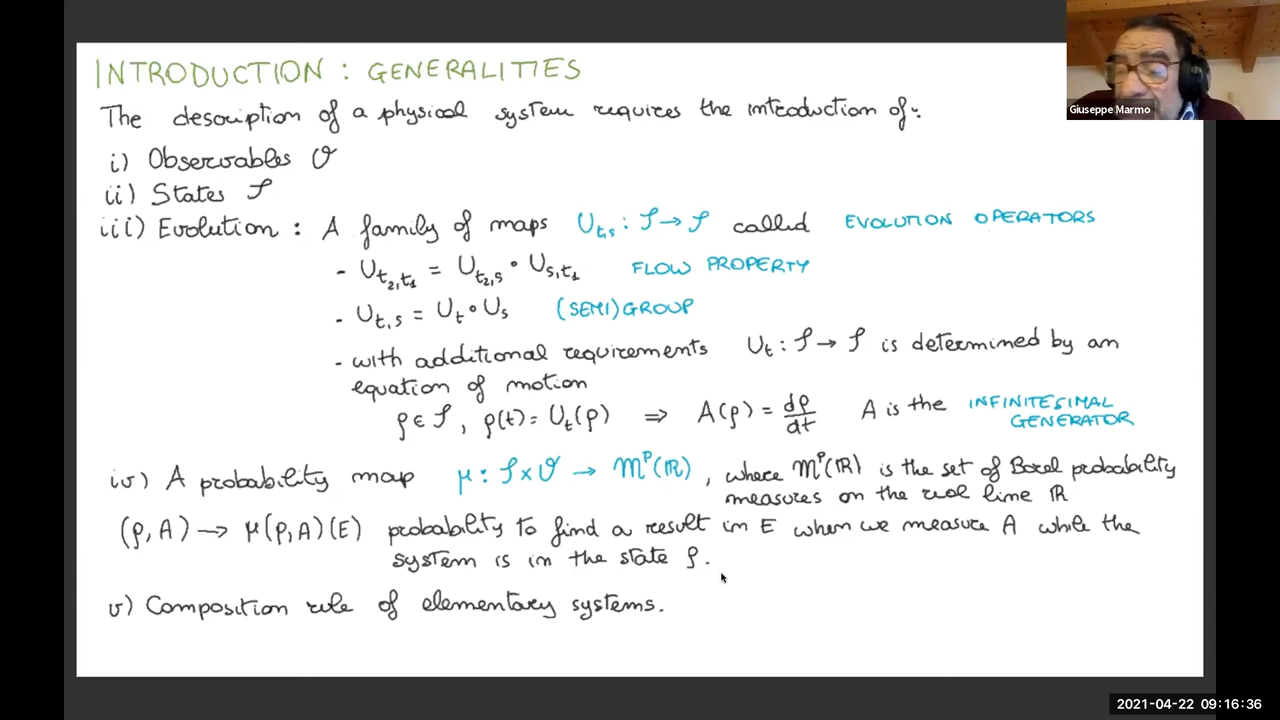 INTRODUCTION : GENERALITIES
Giuseppe Marmo
The description of a physical system requires the introduction of:
i) Observables 𝒪
ii) States 𝒮
iii) Evolution : A family of maps U_{t,s} : 𝒮 → 𝒮 called EVOLUTION OPERATORS
- U_{t₂,t₁} = U_{t₂,s} ∘ U_{s,t₁} FLOW PROPERTY
- U_{t,s} = U_t ∘ U_s (SEMI)GROUP
- with additional requirements U_t : 𝒮 → 𝒮 is determined by an
equation of motion
ρ ∈ 𝒮, ρ(t) = U_t(ρ) ⇒ A(ρ) = dρ/dt A is the INFINITESIMAL
GENERATOR
iv) A probability map μ : 𝒮 × 𝒪 → M^P(ℝ), where M^P(ℝ) is the set of Borel probability
measures on the real line ℝ
(ρ, A) → μ(ρ, A)(E) probability to find a result in E when we measure A while the
system is in the state ρ.
v) Composition rule of elementary systems.
2021-04-22 09:16:36